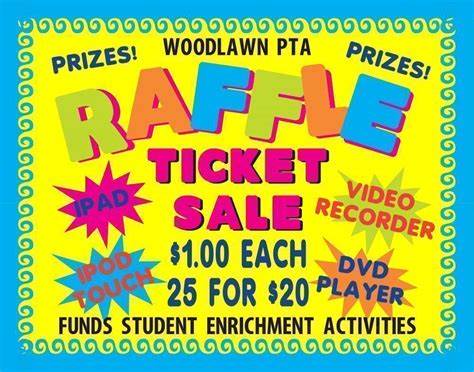 WOODLAWN PTA
PRIZES!
PRIZES!
RAFFLE
TICKET
SALE
IPAD
VIDEO
RECORDER
$1.00 EACH
25 FOR $20
IPOD
TOUCH
DVD
PLAYER
FUNDS STUDENT ENRICHMENT ACTIVITIES